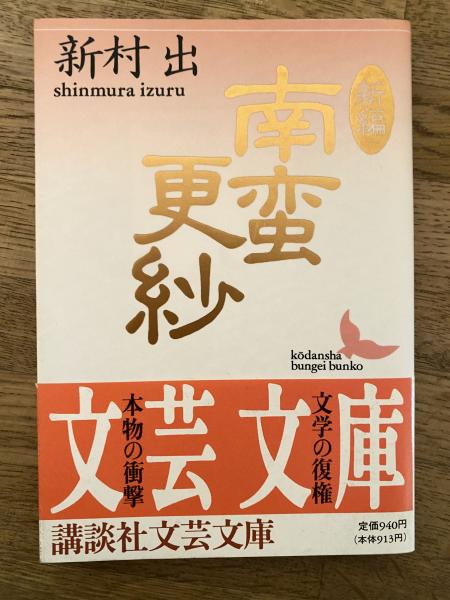 新村 出
shinmura izuru
新編
南蛮
更紗
kōdansha
bungei bunko
文芸文庫
文学の復権
本物の衝撃
講談社文芸文庫
定価940円
(本体913円)